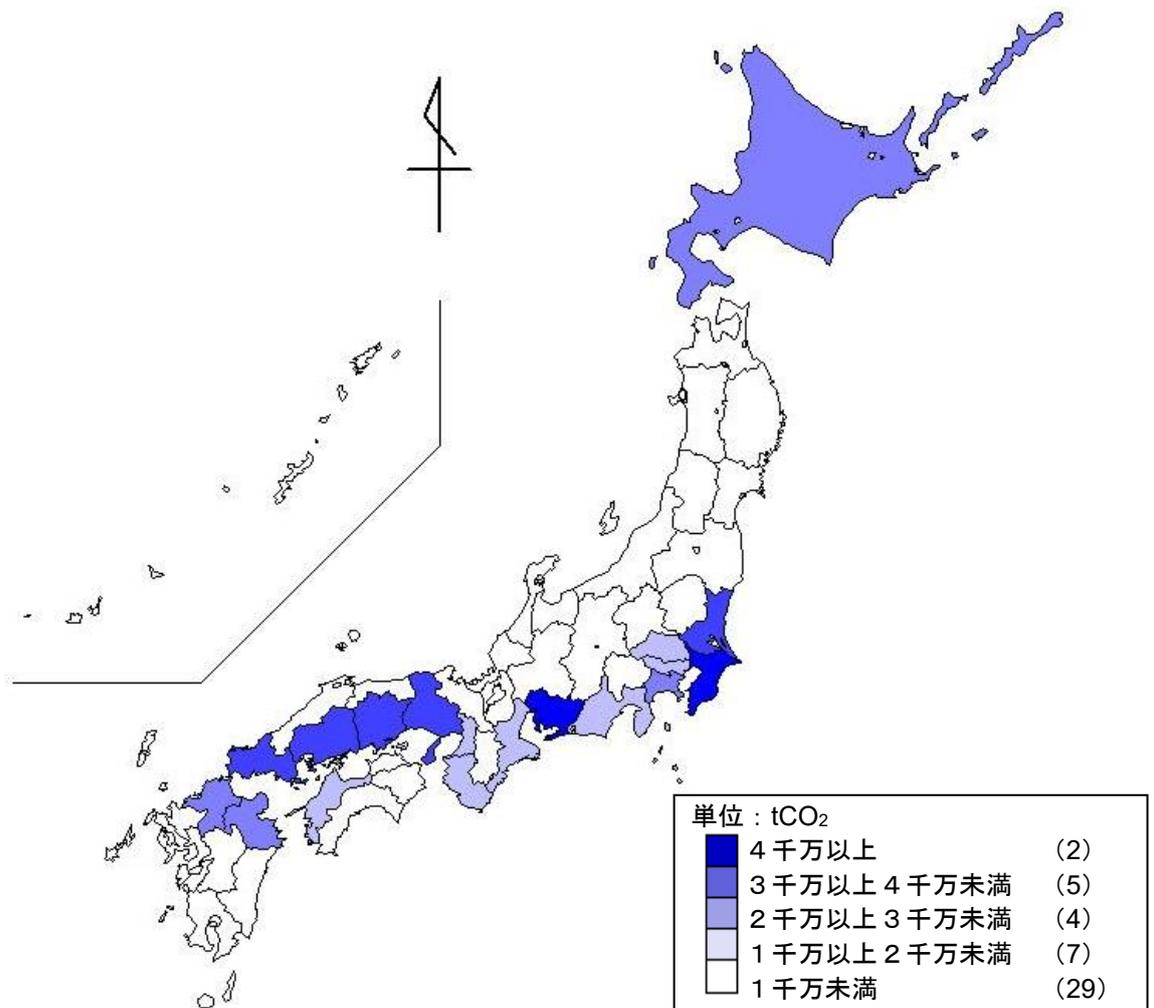 単位:tCO₂
4千万以上 (2)
3千万以上4千万未満 (5)
2千万以上3千万未満 (4)
1千万以上2千万未満 (7)
1千万未満 (29)